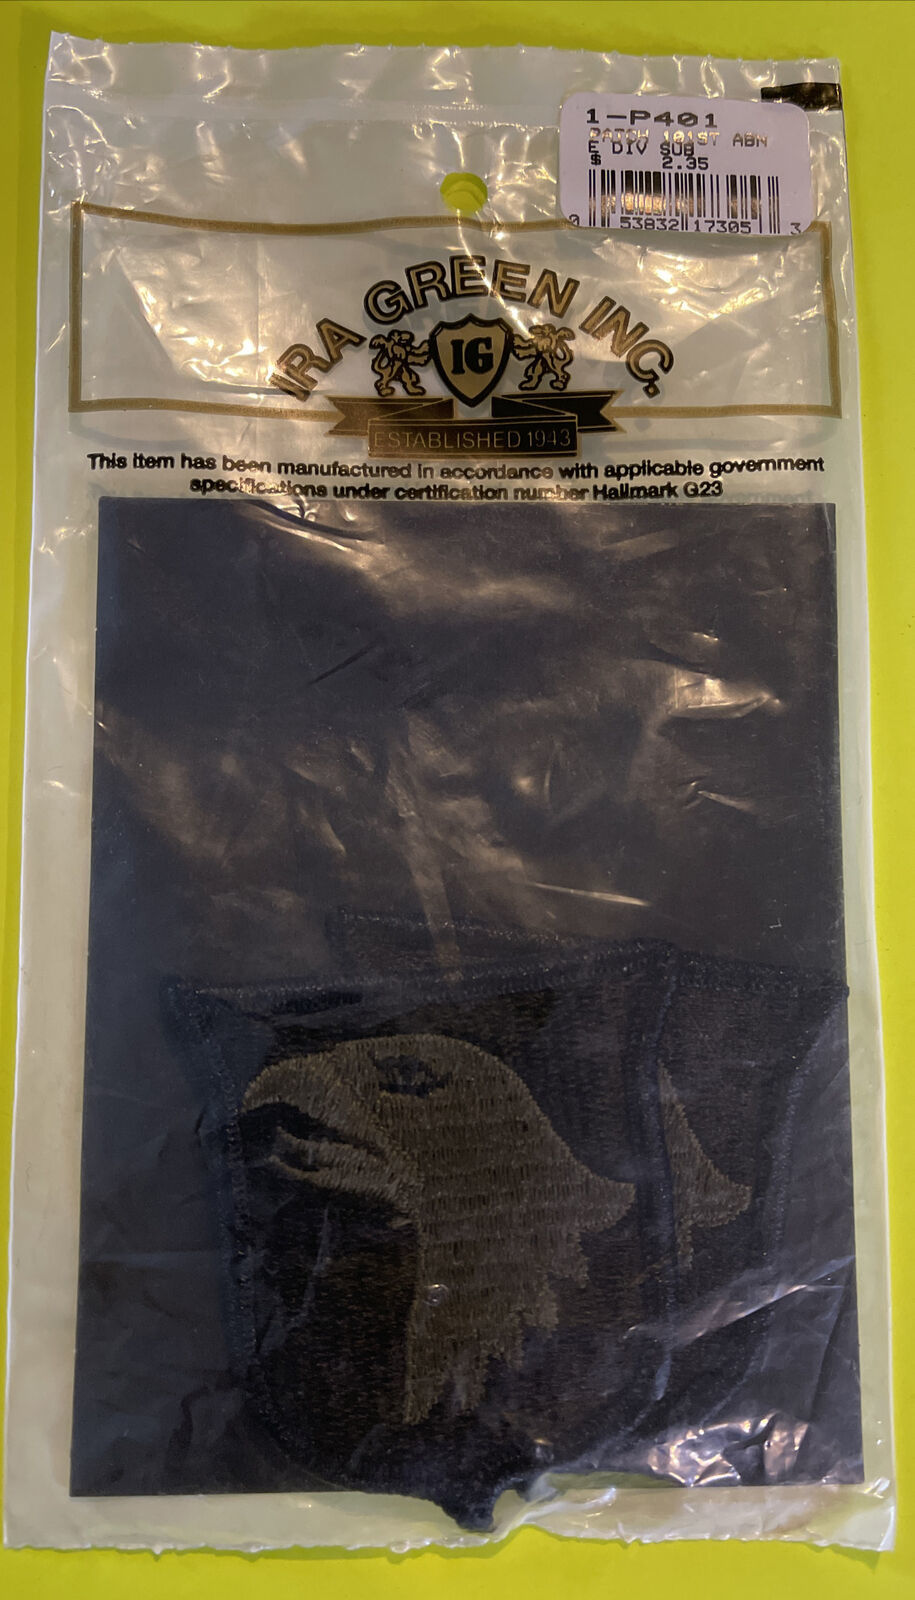 1-P401
PATCH 101ST ABN
E DIV SUB
$ 2.35
0 53832 17305 3
IRA GREEN INC.
IG
ESTABLISHED 1943
This item has been manufactured in accordance with applicable government
specifications under certification number Hallmark G23